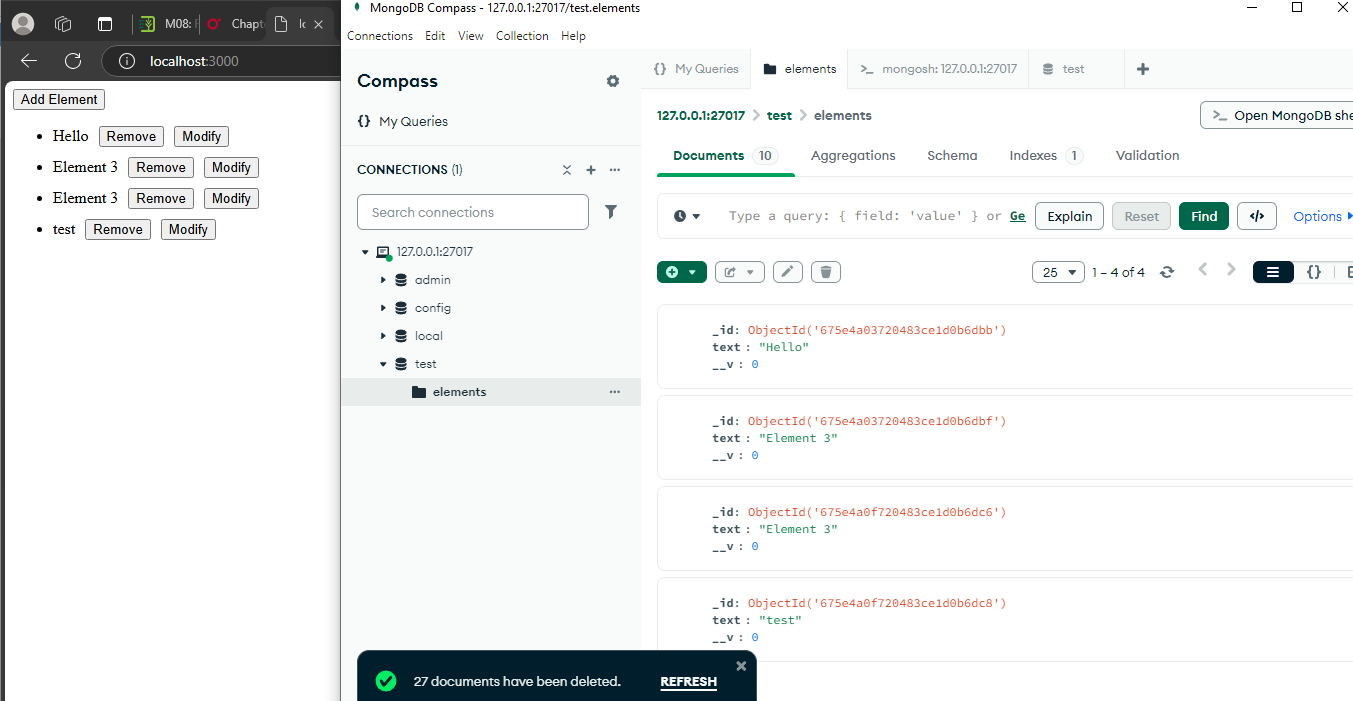 M08: F
Chapt
lc
localhost:3000
Add Element
Hello Remove Modify
Element 3 Remove Modify
Element 3 Remove Modify
test Remove Modify
MongoDB Compass - 127.0.0.1:27017/test.elements
Connections Edit View Collection Help
Compass
{} My Queries
CONNECTIONS (1)
Search connections
127.0.0.1:27017
admin
config
local
test
elements
{} My Queries
elements
>_ mongosh: 127.0.0.1:27017
test
127.0.0.1:27017 > test > elements
>_ Open MongoDB she
Documents 10 Aggregations Schema Indexes 1 Validation
Type a query: { field: 'value' } or Ge Explain Reset Find </> Options
25 1 – 4 of 4 {}
_id: ObjectId('675e4a03720483ce1d0b6dbb')
text : "Hello"
__v : 0
_id: ObjectId('675e4a03720483ce1d0b6dbf')
text : "Element 3"
__v : 0
_id: ObjectId('675e4a0f720483ce1d0b6dc6')
text : "Element 3"
__v : 0
_id: ObjectId('675e4a0f720483ce1d0b6dc8')
text : "test"
__v : 0
27 documents have been deleted. REFRESH